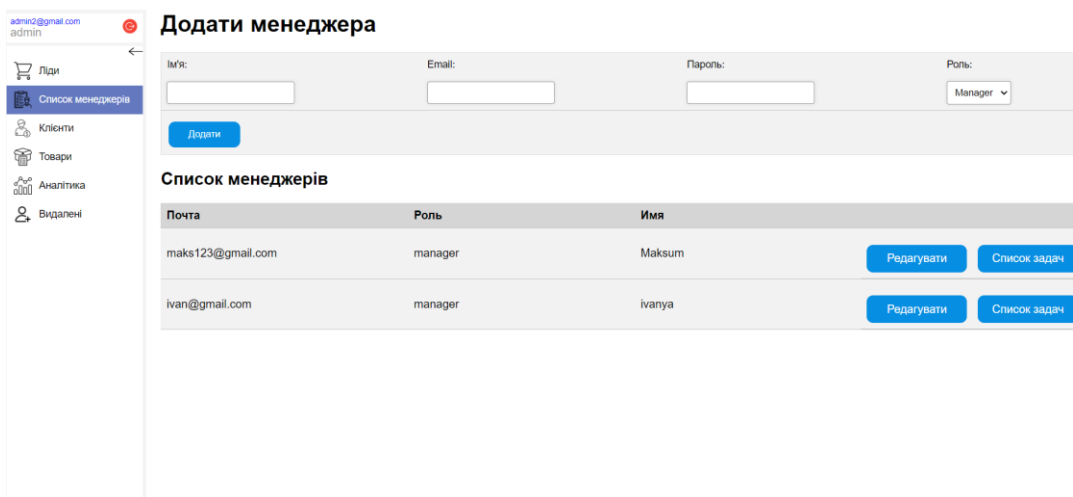 admin2@gmail.com
admin
Ліди
Список менеджерів
Клієнти
Товари
Аналітика
Видалені
Додати менеджера
Ім'я: Email: Пароль: Роль:
Manager
Додати
Список менеджерів
Почта Роль Имя
maks123@gmail.com manager Maksum Редагувати Список задач
ivan@gmail.com manager ivanya Редагувати Список задач